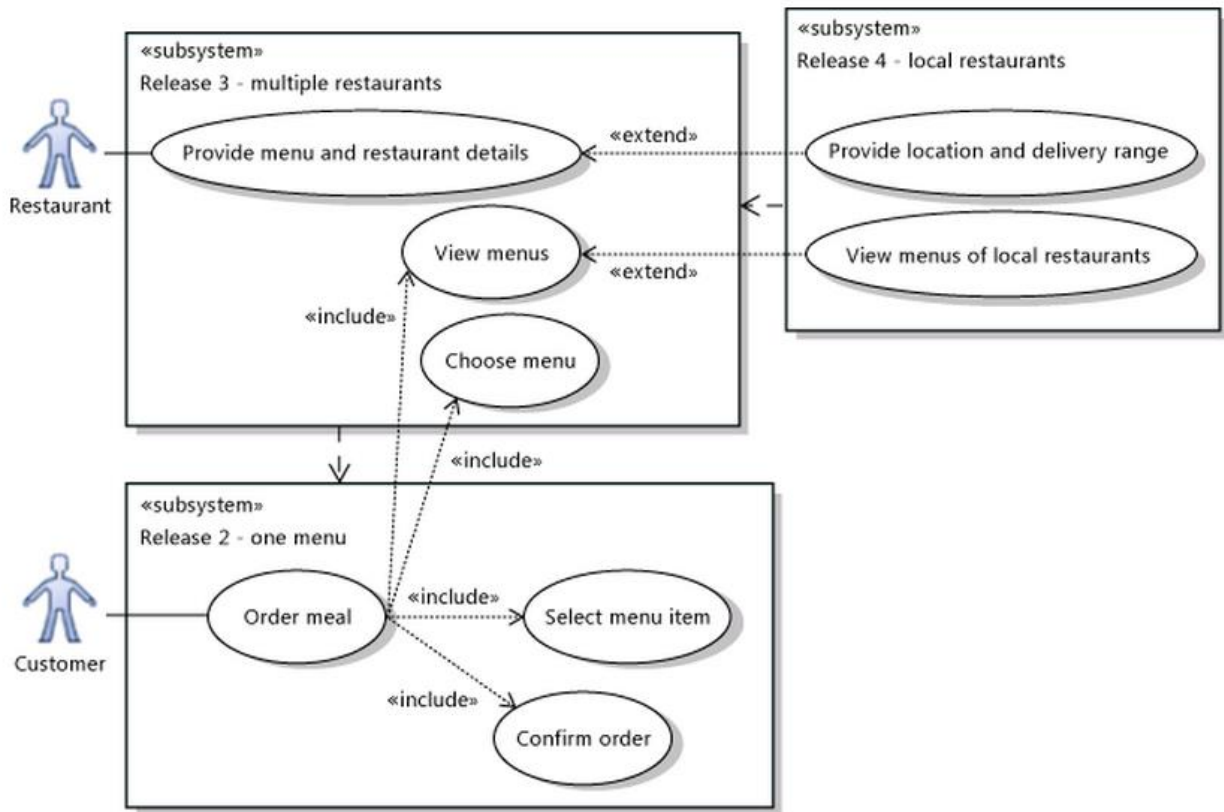 «subsystem»
Release 3 - multiple restaurants
Restaurant
Provide menu and restaurant details
View menus
«include»
Choose menu
«extend»
«extend»
«subsystem»
Release 4 - local restaurants
Provide location and delivery range
View menus of local restaurants
«include»
«subsystem»
Release 2 - one menu
Customer
Order meal
«include»
Select menu item
«include»
Confirm order